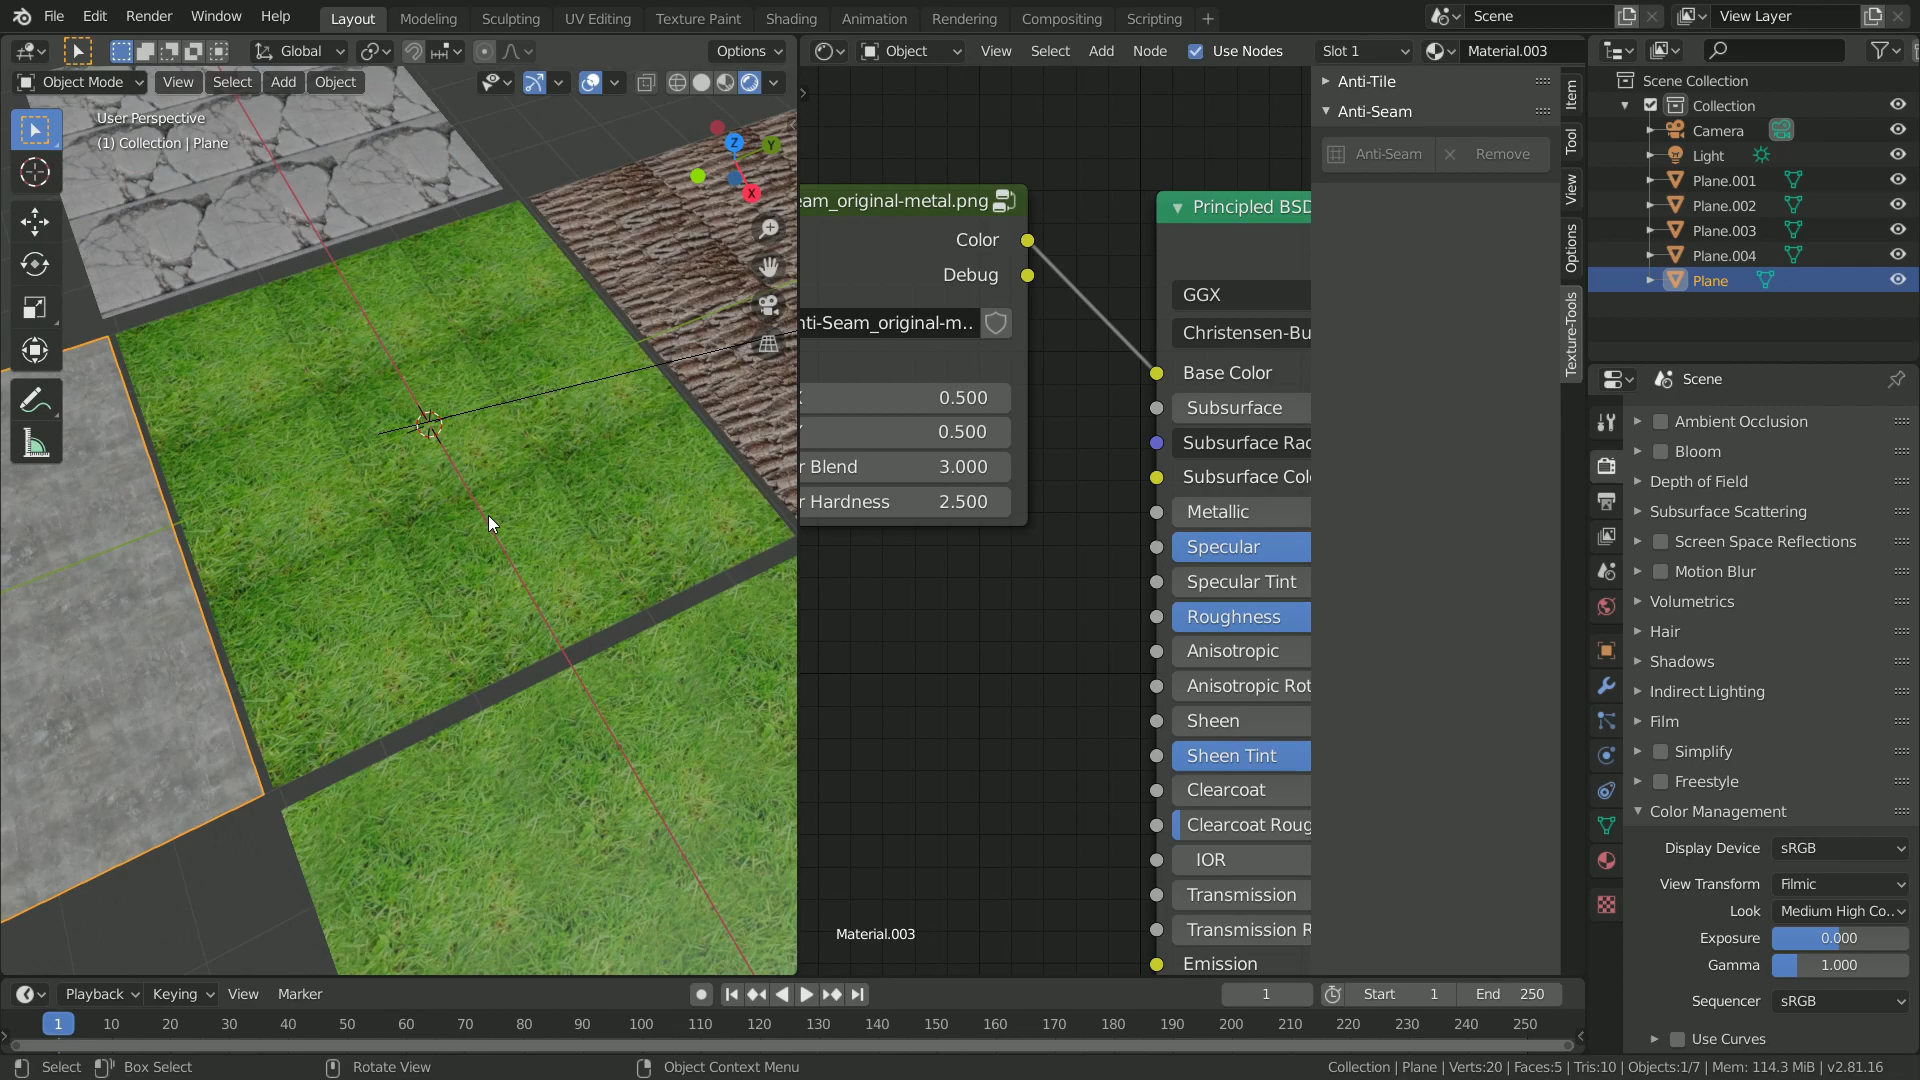 File Edit Render Window Help Layout Modeling Sculpting UV Editing Texture Paint Shading Animation Rendering Compositing Scripting + Scene View Layer
Global Options
Object View Select Add Node Use Nodes Slot 1 Material.003
Object Mode View Select Add Object
User Perspective
(1) Collection | Plane
Z
Y
X
eam_original-metal.png
Color
Debug
nti-Seam_original-m..
0.500
0.500
r Blend 3.000
r Hardness 2.500
Principled BSD
GGX
Christensen-Bu
Base Color
Subsurface
Subsurface Rac
Subsurface Col
Metallic
Specular
Specular Tint
Roughness
Anisotropic
Anisotropic Rot
Sheen
Sheen Tint
Clearcoat
Clearcoat Roug
IOR
Transmission
Transmission R
Emission
Material.003
Anti-Tile
Anti-Seam
Anti-Seam Remove
Item
Tool
View
Options
Texture-Tools
Scene Collection
Collection
Camera
Light
Plane.001
Plane.002
Plane.003
Plane.004
Plane
Scene
Ambient Occlusion
Bloom
Depth of Field
Subsurface Scattering
Screen Space Reflections
Motion Blur
Volumetrics
Hair
Shadows
Indirect Lighting
Film
Simplify
Freestyle
Color Management
Display Device sRGB
View Transform Filmic
Look Medium High Co..
Exposure 0.000
Gamma 1.000
Sequencer sRGB
Use Curves
Playback Keying View Marker 1 Start 1 End 250
1 10 20 30 40 50 60 70 80 90 100 110 120 130 140 150 160 170 180 190 200 210 220 230 240 250
Select Box Select Rotate View Object Context Menu Collection | Plane | Verts:20 | Faces:5 | Tris:10 | Objects:1/7 | Mem: 114.3 MiB | v2.81.16